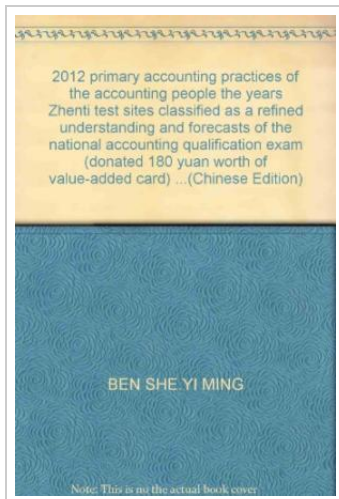 2012 primary accounting practices of
the accounting people the years
Zhenti test sites classified as a refined
understanding and forecasts of the
national accounting qualification exam
(donated 180 yuan worth of
value-added card) ...(Chinese Edition)
BEN SHE.YI MING
Note: This is no the actual book cover